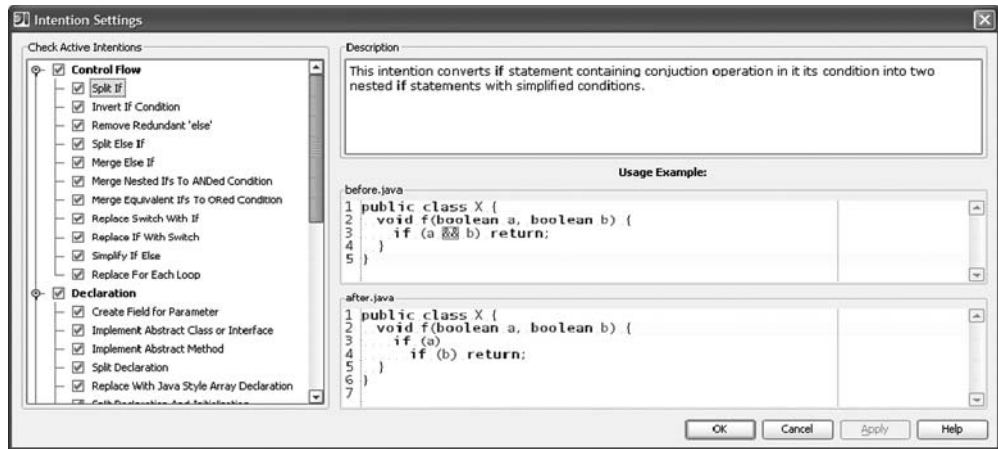 Intention Settings
Check Active Intentions
Control Flow
Split If
Invert If Condition
Remove Redundant 'else'
Split Else If
Merge Else If
Merge Nested Ifs To ANDed Condition
Merge Equivalent Ifs To ORed Condition
Replace Switch With If
Replace If With Switch
Simplify If Else
Replace For Each Loop
Declaration
Create Field for Parameter
Implement Abstract Class or Interface
Implement Abstract Method
Split Declaration
Replace With Java Style Array Declaration
Description
This intention converts if statement containing conjuction operation in it its condition into two
nested if statements with simplified conditions.
Usage Example:
before.java
1 public class X {
2 void f(boolean a, boolean b) {
3 if (a && b) return;
4 }
5 }
after.java
1 public class X {
2 void f(boolean a, boolean b) {
3 if (a)
4 if (b) return;
5 }
6 }
7
OK Cancel Apply Help